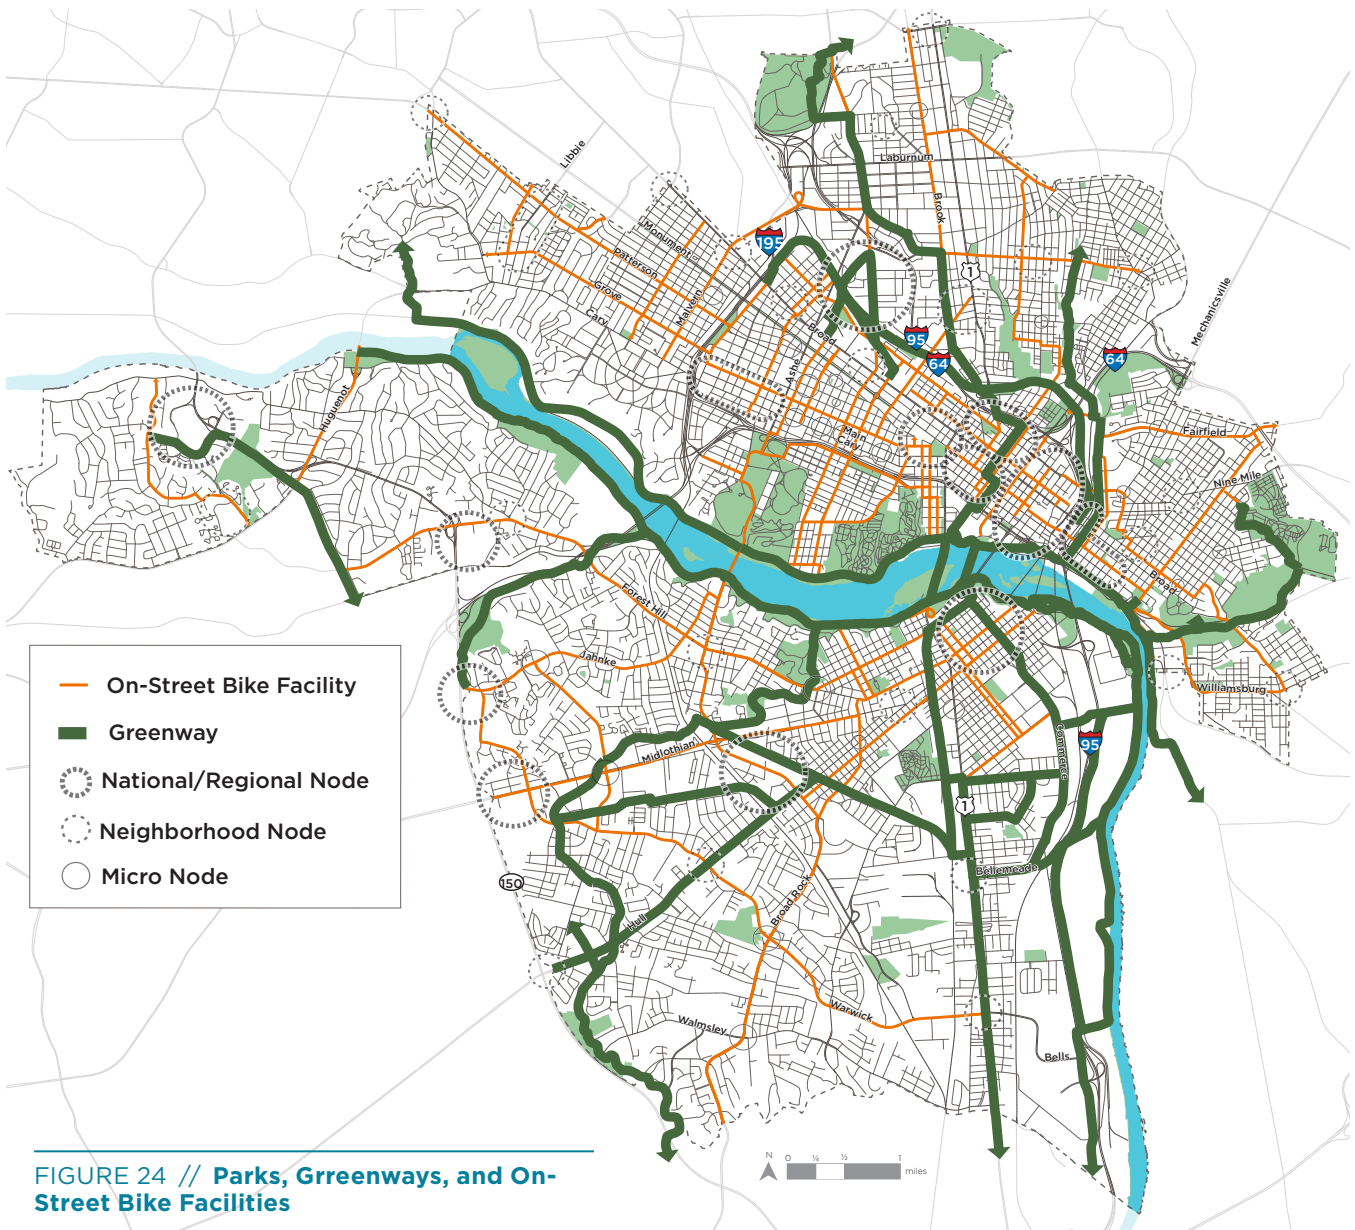 Libbie
Laburnum
Monument
Brook
195
Patterson
1
Grove
Malvern
Mechanicsville
Cary
Broad
95
64
64
Ashe
Huguenot
Main
Cary
Fairfield
Nine Mile
Broad
Forest Hill
Jahnke
Williamsburg
On-Street Bike Facility
Greenway
National/Regional Node
Neighborhood Node
Micro Node
Midlothian
Commerce
95
1
Bellemeade
150
Broad Rock
Hull
Warwick
Walmsley
Bells
N
0 ¼ ½ 1
miles
FIGURE 24 // Parks, Grreenways, and On-
Street Bike Facilities